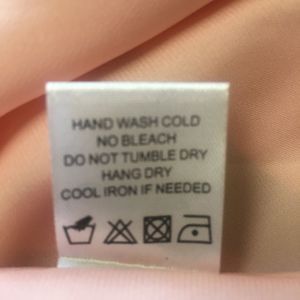 HAND WASH COLD
NO BLEACH
DO NOT TUMBLE DRY
HANG DRY
COOL IRON IF NEEDED